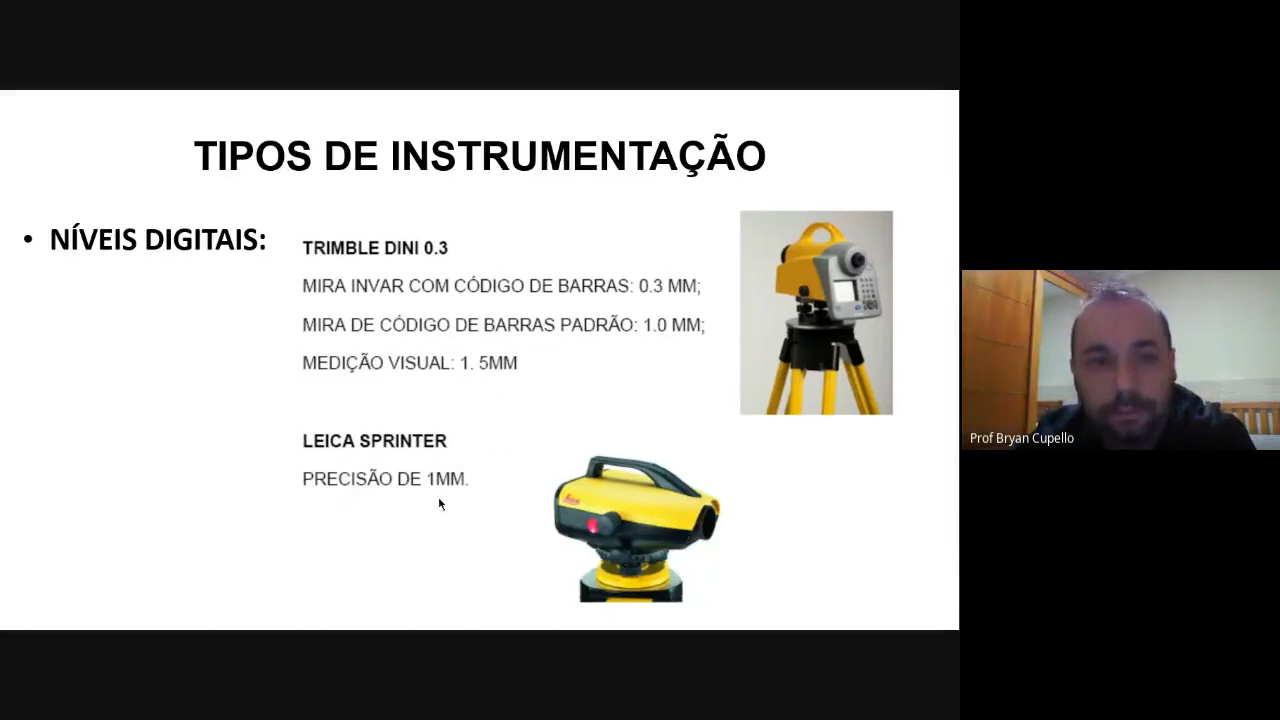 TIPOS DE INSTRUMENTAÇÃO
• NÍVEIS DIGITAIS:
TRIMBLE DINI 0.3
MIRA INVAR COM CÓDIGO DE BARRAS: 0.3 MM;
MIRA DE CÓDIGO DE BARRAS PADRÃO: 1.0 MM;
MEDIÇÃO VISUAL: 1. 5MM
LEICA SPRINTER
PRECISÃO DE 1MM.
Leica
Prof Bryan Cupello